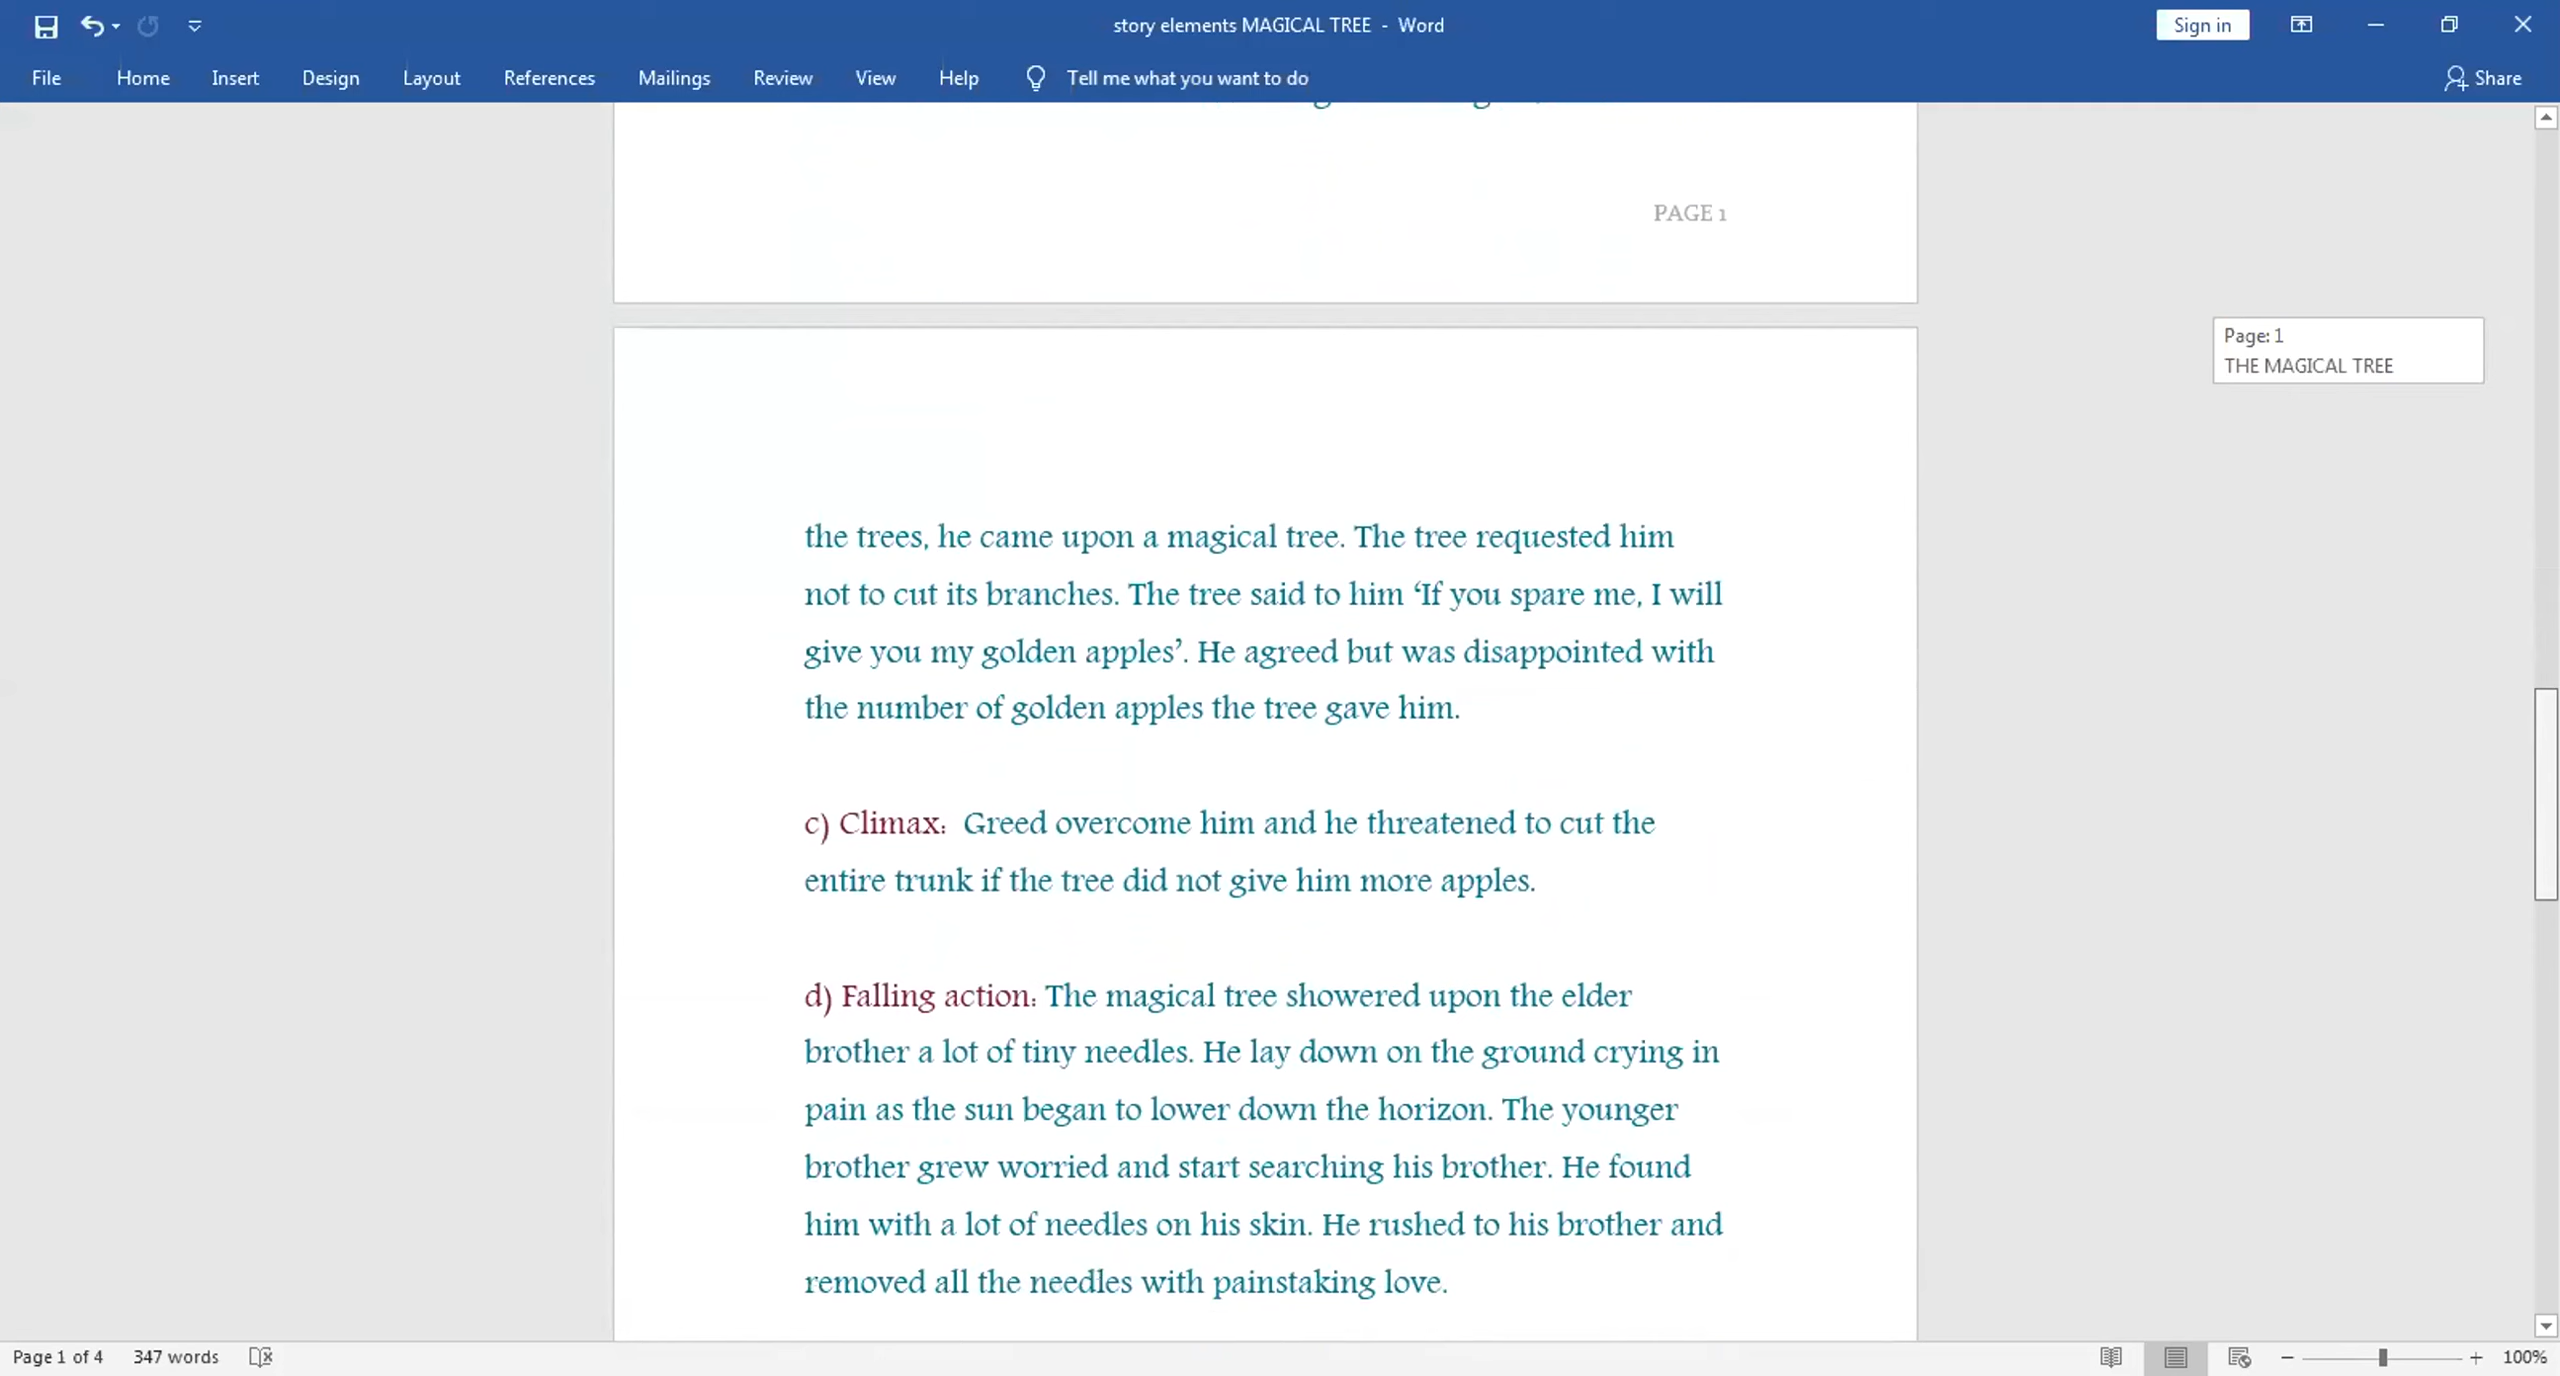 story elements MAGICAL TREE - Word
Sign in
File Home Insert Design Layout References Mailings Review View Help Tell me what you want to do Share
PAGE 1
Page: 1
THE MAGICAL TREE
the trees, he came upon a magical tree. The tree requested him
not to cut its branches. The tree said to him ‘If you spare me, I will
give you my golden apples’. He agreed but was disappointed with
the number of golden apples the tree gave him.
c) Climax: Greed overcome him and he threatened to cut the
entire trunk if the tree did not give him more apples.
d) Falling action: The magical tree showered upon the elder
brother a lot of tiny needles. He lay down on the ground crying in
pain as the sun began to lower down the horizon. The younger
brother grew worried and start searching his brother. He found
him with a lot of needles on his skin. He rushed to his brother and
removed all the needles with painstaking love.
Page 1 of 4 347 words 100%